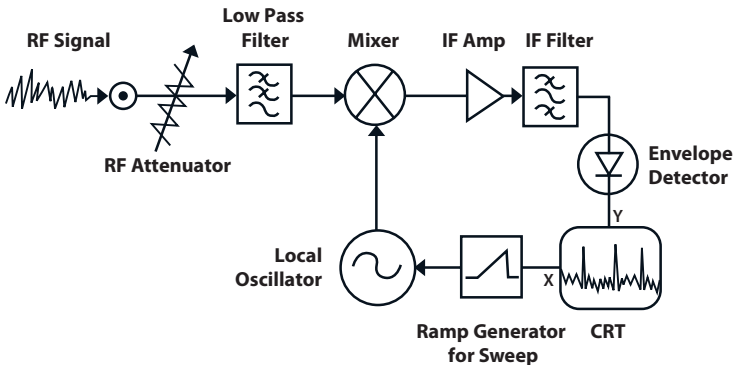 Low Pass
Filter
RF Signal
Mixer
IF Amp
IF Filter
RF Attenuator
Envelope
Detector
Y
Local
Oscillator
X
Ramp Generator
for Sweep
CRT